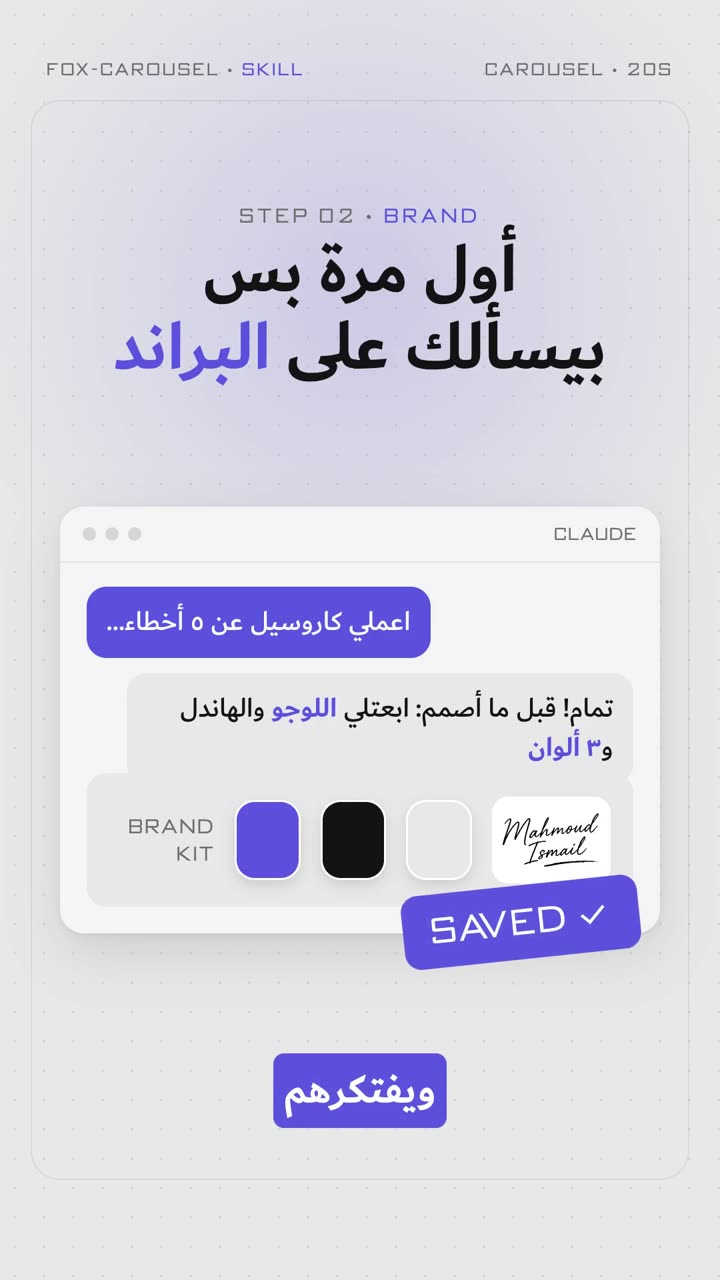 FOX-CAROUSEL • SKILL
CAROUSEL • 20S
STEP 02 • BRAND
أول مرة بس
بيسألك على البراند
CLAUDE
اعملي كاروسيل عن ٥ أخطاء...
تمام! قبل ما أصمم: ابعتلي اللوجو والهاندل
و٣ ألوان
BRAND
KIT
Mahmoud
Ismail
SAVED ✓
ويفتكرهم